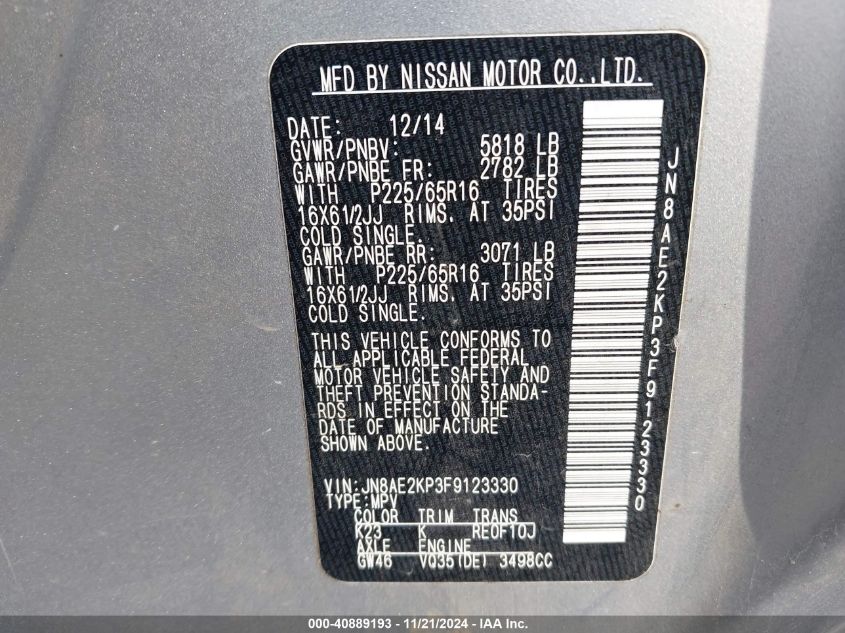 MFD BY NISSAN MOTOR CO.,LTD.
DATE: 12/14
GVWR/PNBV: 5818 LB
GAWR/PNBE FR: 2782 LB
WITH P225/65R16 TIRES
16X61/2JJ RIMS. AT 35PSI
COLD SINGLE.
GAWR/PNBE RR: 3071 LB
WITH P225/65R16 TIRES
16X61/2JJ RIMS. AT 35PSI
COLD SINGLE.
THIS VEHICLE CONFORMS TO
ALL APPLICABLE FEDERAL
MOTOR VEHICLE SAFETY AND
THEFT PREVENTION STANDA-
RDS IN EFFECT ON THE
DATE OF MANUFACTURE
SHOWN ABOVE.
VIN:JN8AE2KP3F9123330
TYPE:MPV
COLOR TRIM TRANS
K23 K RE0F10J
AXLE ENGINE
GW46 VQ35(DE) 3498CC
JN8AE2KP3F9123330
000-40889193 - 11/21/2024 - IAA Inc.